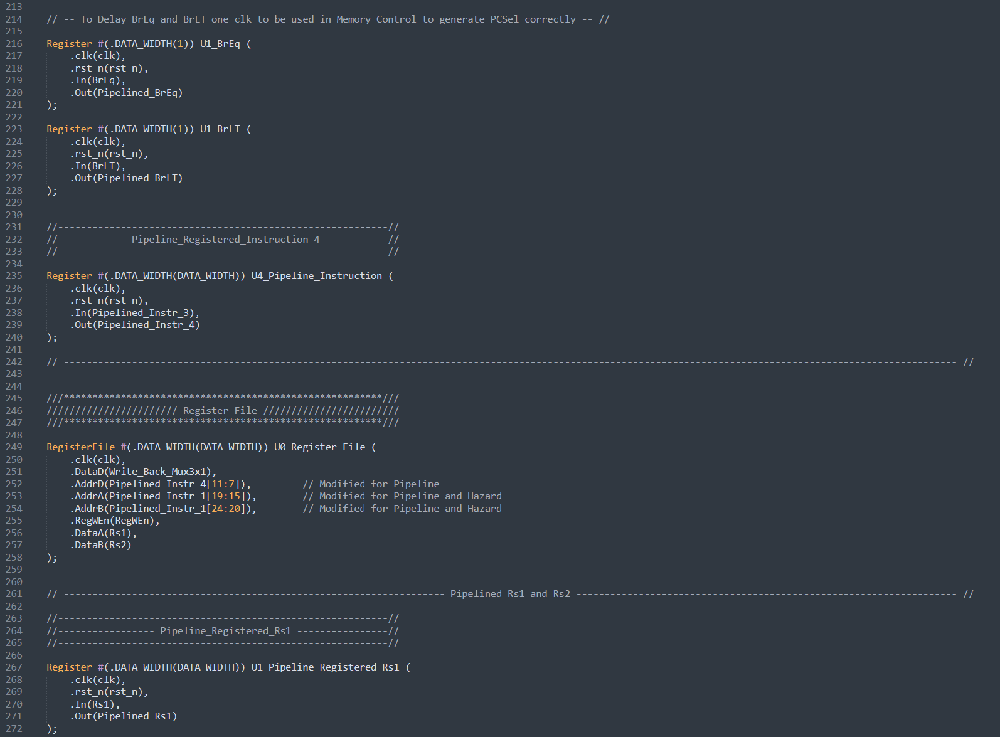 213
214 // -- To Delay BrEq and BrLT one clk to be used in Memory Control to generate PCSel correctly -- //
215
216 Register #(.DATA_WIDTH(1)) U1_BrEq (
217 .clk(clk),
218 .rst_n(rst_n),
219 .In(BrEq),
220 .Out(Pipelined_BrEq)
221 );
222
223 Register #(.DATA_WIDTH(1)) U1_BrLT (
224 .clk(clk),
225 .rst_n(rst_n),
226 .In(BrLT),
227 .Out(Pipelined_BrLT)
228 );
229
230
231 //----------------------------------------------------------//
232 //------------ Pipeline_Registered_Instruction 4------------//
233 //----------------------------------------------------------//
234
235 Register #(.DATA_WIDTH(DATA_WIDTH)) U4_Pipeline_Instruction (
236 .clk(clk),
237 .rst_n(rst_n),
238 .In(Pipelined_Instr_3),
239 .Out(Pipelined_Instr_4)
240 );
241
242 // ------------------------------------------------------------------------------------------------------------------------------------------------------------- //
243
244
245 ///********************************************************///
246 /////////////////////// Register File ////////////////////////
247 ///********************************************************///
248
249 RegisterFile #(.DATA_WIDTH(DATA_WIDTH)) U0_Register_File (
250 .clk(clk),
251 .DataD(Write_Back_Mux3x1),
252 .AddrD(Pipelined_Instr_4[11:7]), // Modified for Pipeline
253 .AddrA(Pipelined_Instr_1[19:15]), // Modified for Pipeline and Hazard
254 .AddrB(Pipelined_Instr_1[24:20]), // Modified for Pipeline and Hazard
255 .RegWEn(RegWEn),
256 .DataA(Rs1),
257 .DataB(Rs2)
258 );
259
260
261 // ------------------------------------------------------------------- Pipelined Rs1 and Rs2 ------------------------------------------------------------------- //
262
263 //----------------------------------------------------------//
264 //----------------- Pipeline_Registered_Rs1 ----------------//
265 //----------------------------------------------------------//
266
267 Register #(.DATA_WIDTH(DATA_WIDTH)) U1_Pipeline_Registered_Rs1 (
268 .clk(clk),
269 .rst_n(rst_n),
270 .In(Rs1),
271 .Out(Pipelined_Rs1)
272 );